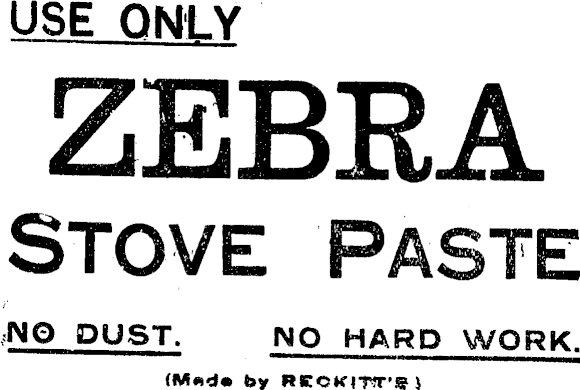 USE ONLY
ZEBRA
STOVE PASTE
NO DUST. NO HARD WORK.
(Made by RECKITT'S)